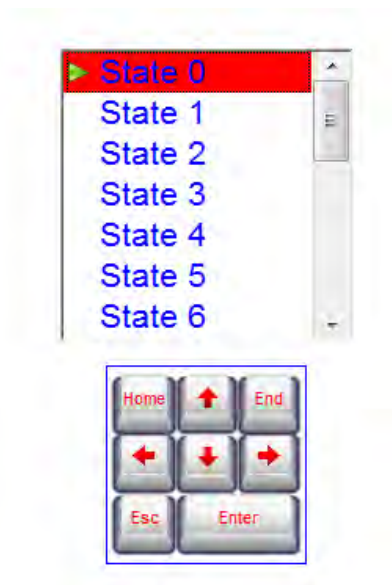 State 0
State 1
State 2
State 3
State 4
State 5
State 6
Home End
Esc Enter